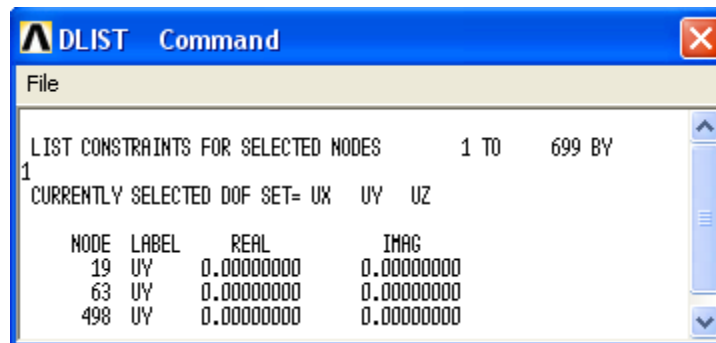 DLIST Command
File
LIST CONSTRAINTS FOR SELECTED NODES 1 TO 699 BY
1
CURRENTLY SELECTED DOF SET= UX UY UZ
NODE LABEL REAL IMAG
19 UY 0.00000000 0.00000000
63 UY 0.00000000 0.00000000
498 UY 0.00000000 0.00000000